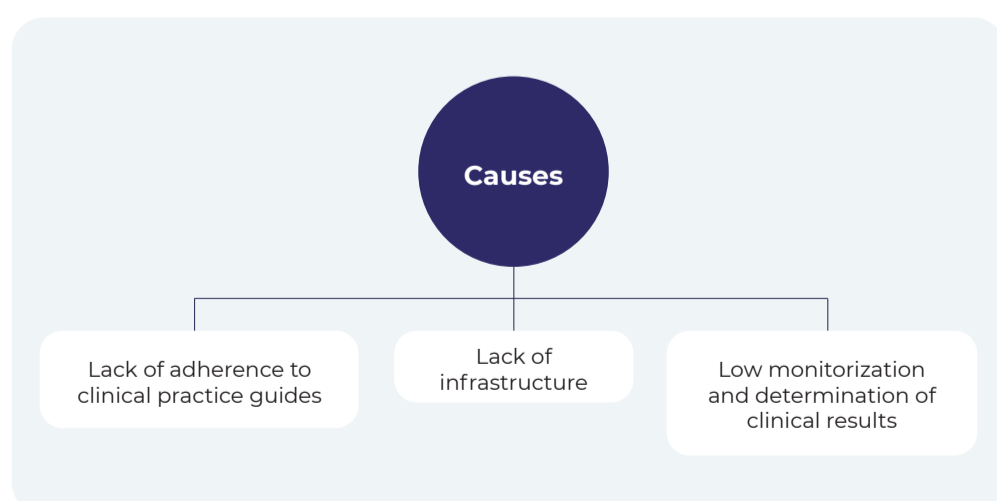 Causes
Lack of adherence to
clinical practice guides
Lack of
infrastructure
Low monitorization
and determination of
clinical results